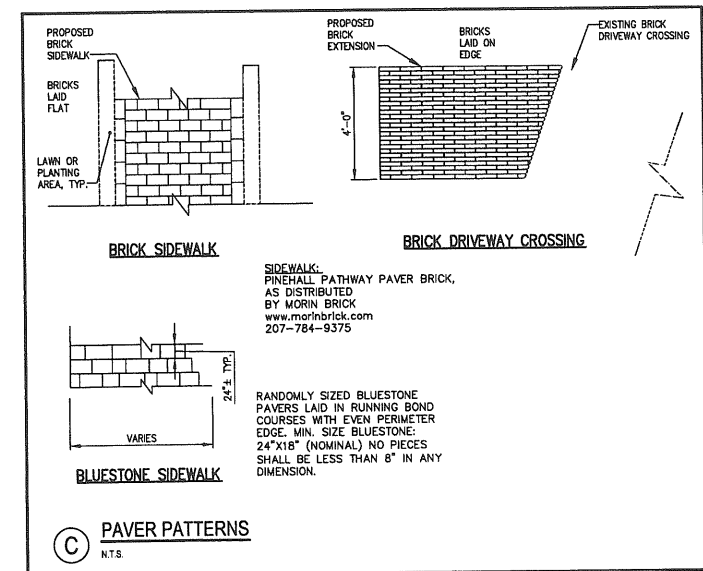 PROPOSED
BRICK
SIDEWALK
BRICKS
LAID
FLAT
LAWN OR
PLANTING
AREA, TYP.
BRICK SIDEWALK
PROPOSED
BRICK
EXTENSION
BRICKS
LAID ON
EDGE
EXISTING BRICK
DRIVEWAY CROSSING
4'-0"
BRICK DRIVEWAY CROSSING
SIDEWALK:
PINEHALL PATHWAY PAVER BRICK,
AS DISTRIBUTED
BY MORIN BRICK
www.morinbrick.com
207-784-9375
24"± TYP.
VARIES
BLUESTONE SIDEWALK
RANDOMLY SIZED BLUESTONE
PAVERS LAID IN RUNNING BOND
COURSES WITH EVEN PERIMETER
EDGE. MIN. SIZE BLUESTONE:
24"X18" (NOMINAL) NO PIECES
SHALL BE LESS THAN 8" IN ANY
DIMENSION.
C
PAVER PATTERNS
N.T.S.